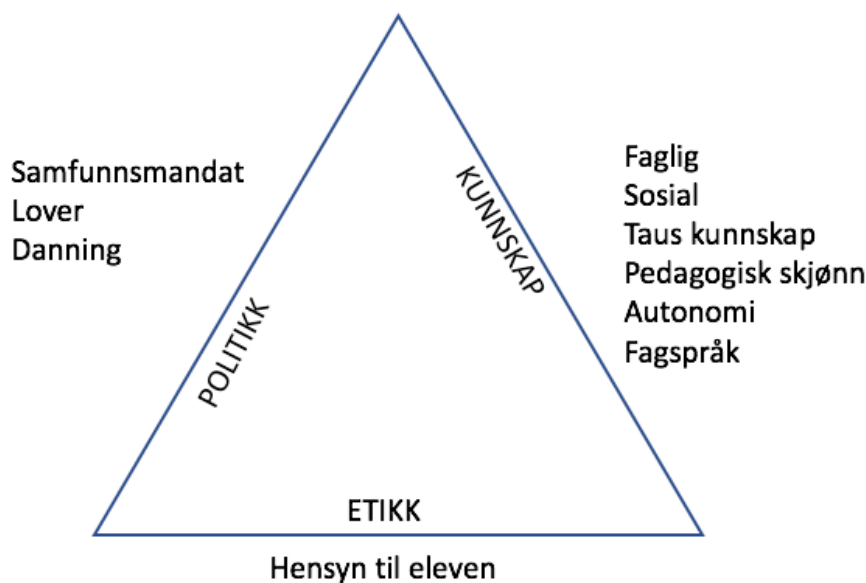 Samfunnsmandat
Lover
Danning
POLITIKK
KUNNSKAP
Faglig
Sosial
Taus kunnskap
Pedagogisk skjønn
Autonomi
Fagspråk
ETIKK
Hensyn til eleven